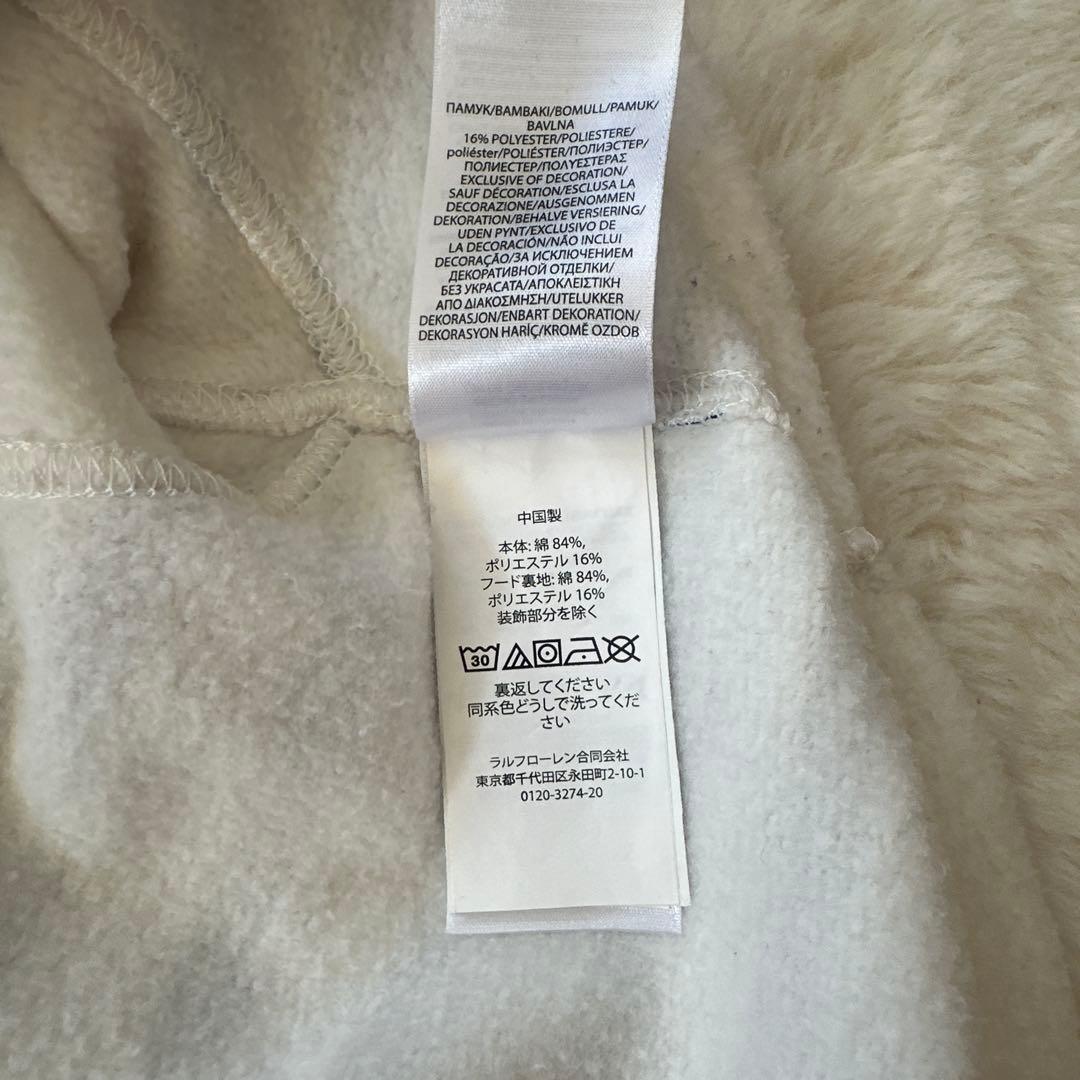 ПАМУК/BAMBAKI/BOMULL/PAMUK/
BAVLNA
16% POLYESTER/POLIESTERE/
poliéster/POLIÉSTER/ПОЛИЭСТЕР/
ПОЛИЕСТЕР/ΠΟΛΥΕΣΤΕΡΑΣ
EXCLUSIVE OF DECORATION/
SAUF DÉCORATION/ESCLUSA LA
DECORAZIONE/AUSGENOMMEN
DEKORATION/BEHALVE VERSIERING/
UDEN PYNT/EXCLUSIVO DE
LA DECORACIÓN/NÃO INCLUI
DECORAÇÃO/ЗА ИСКЛЮЧЕНИЕМ
ДЕКОРАТИВНОЙ ОТДЕЛКИ/
БЕЗ УКРАСАТА/ΑΠΟΚΛΕΙΣΤΙΚΗ
ΑΠΟ ΔΙΑΚΟΣΜΗΣΗ/UTELUKKER
DEKORASJON/ENBART DEKORATION/
DEKORASYON HARİÇ/KROMĚ OZDOB
中国製
本体: 綿 84%,
ポリエステル 16%
フード裏地: 綿 84%,
ポリエステル 16%
装飾部分を除く
30
裏返してください
同系色どうしで洗ってくだ
さい
ラルフローレン合同会社
東京都千代田区永田町2-10-1
0120-3274-20